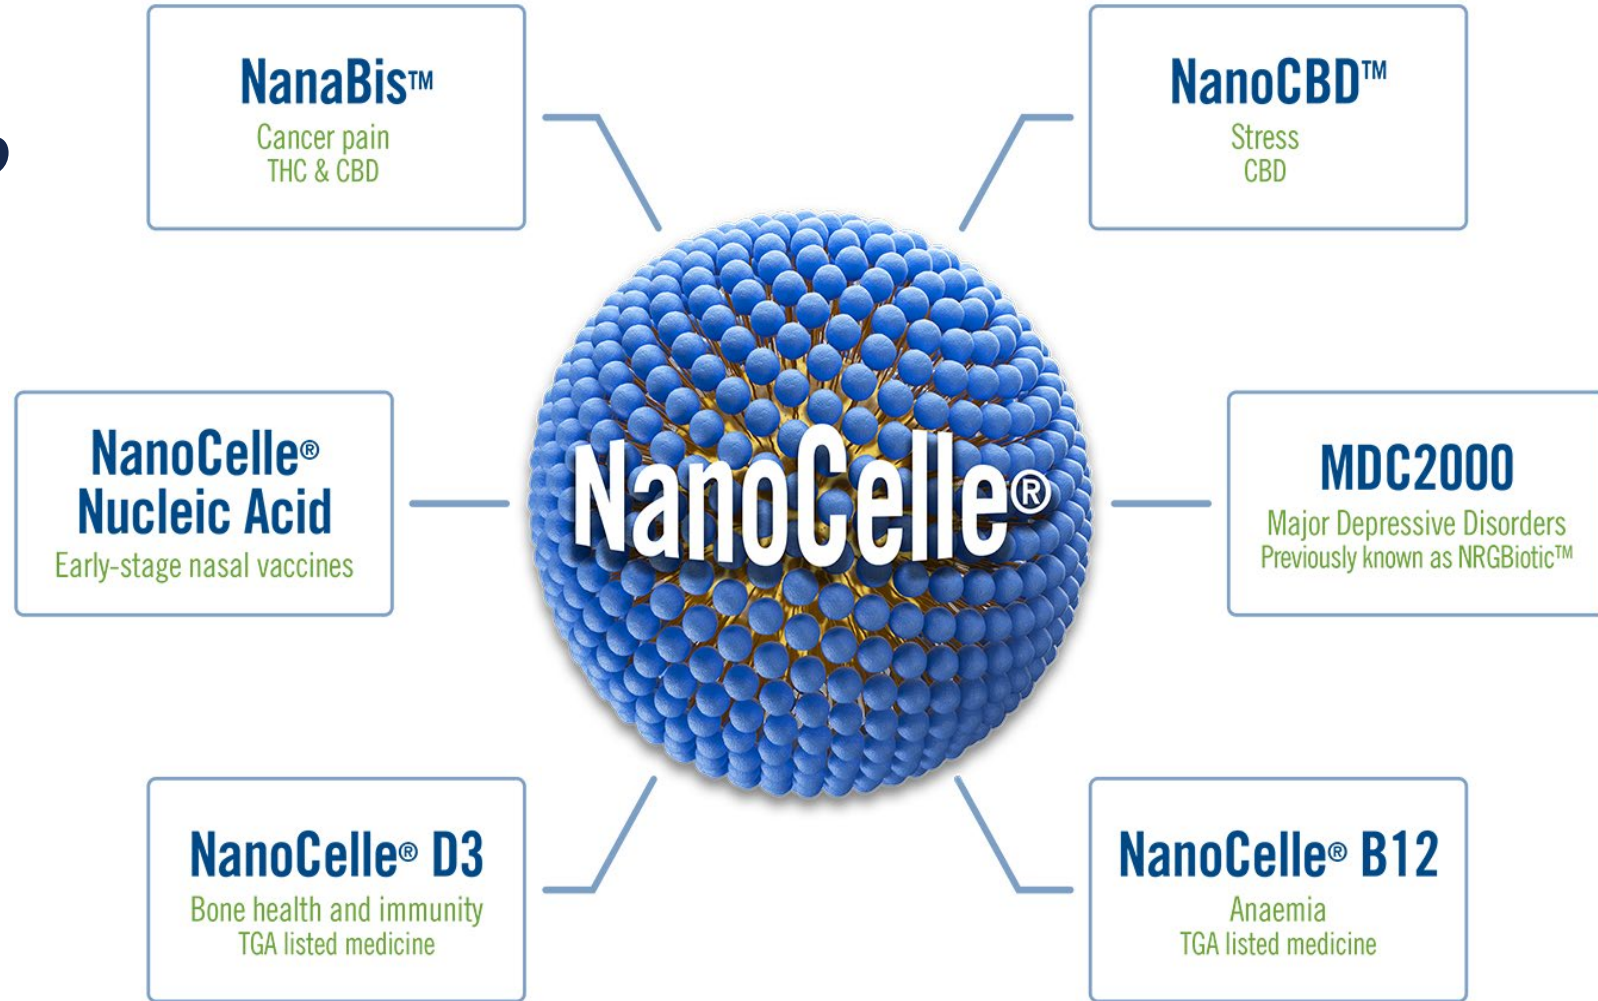 NanaBis™
Cancer pain
THC & CBD
NanoCBD™
Stress
CBD
NanoCelle®
Nucleic Acid
Early-stage nasal vaccines
NanoCelle®
MDC2000
Major Depressive Disorders
Previously known as NRGBiotic™
NanoCelle® D3
Bone health and immunity
TGA listed medicine
NanoCelle® B12
Anaemia
TGA listed medicine